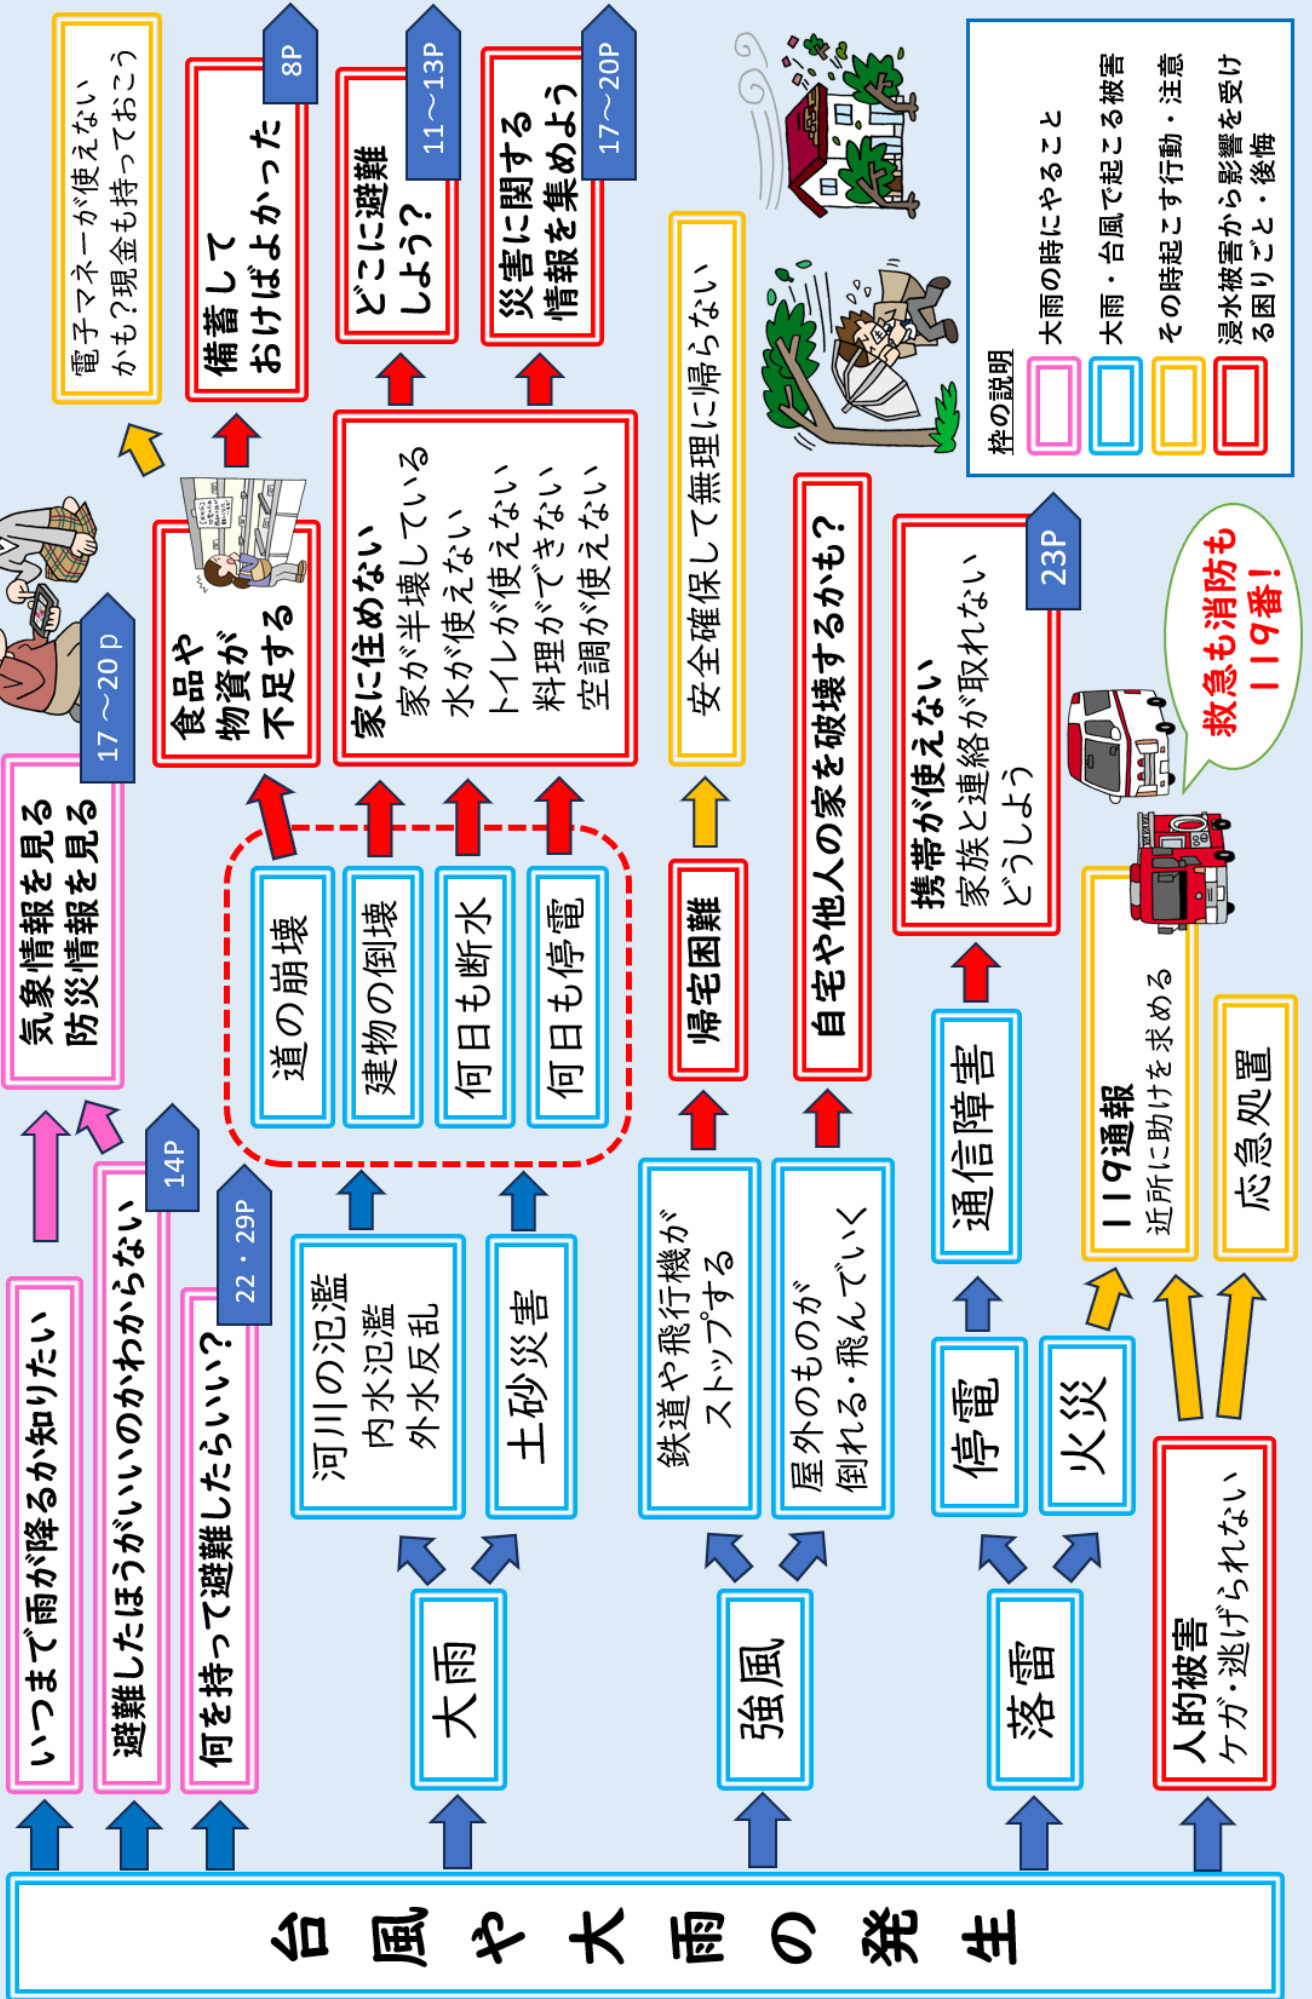 台風や大雨の発生
いつまで雨が降るか知りたい
避難したほうがいいのかわからない
14P
何を持って避難したらいい？
22・29P
気象情報を見る
防災情報を見る
17～20p
大雨
河川の氾濫
内水氾濫
外水反乱
土砂災害
道の崩壊
建物の倒壊
何日も断水
何日も停電
食品や
物資が
不足する
電子マネーが使えない
かも？現金も持っておこう
備蓄して
おけばよかった
8P
家に住めない
家が半壊している
水が使えない
トイレが使えない
料理ができない
空調が使えない
どこに避難
しよう？
11～13P
災害に関する
情報を集めよう
17～20P
強風
鉄道や飛行機が
ストップする
帰宅困難
安全確保して無理に帰らない
屋外のものが
倒れる・飛んでいく
自宅や他人の家を破壊するかも？
落雷
停電
通信障害
携帯が使えない
家族と連絡が取れない
どうしよう
23P
火災
人的被害
ケガ・逃げられない
119通報
近所に助けを求める
応急処置
救急も消防も
119番！
枠の説明
大雨の時にやること
大雨・台風で起こる被害
その時起こす行動・注意
浸水被害から影響を受け
る困りごと・後悔